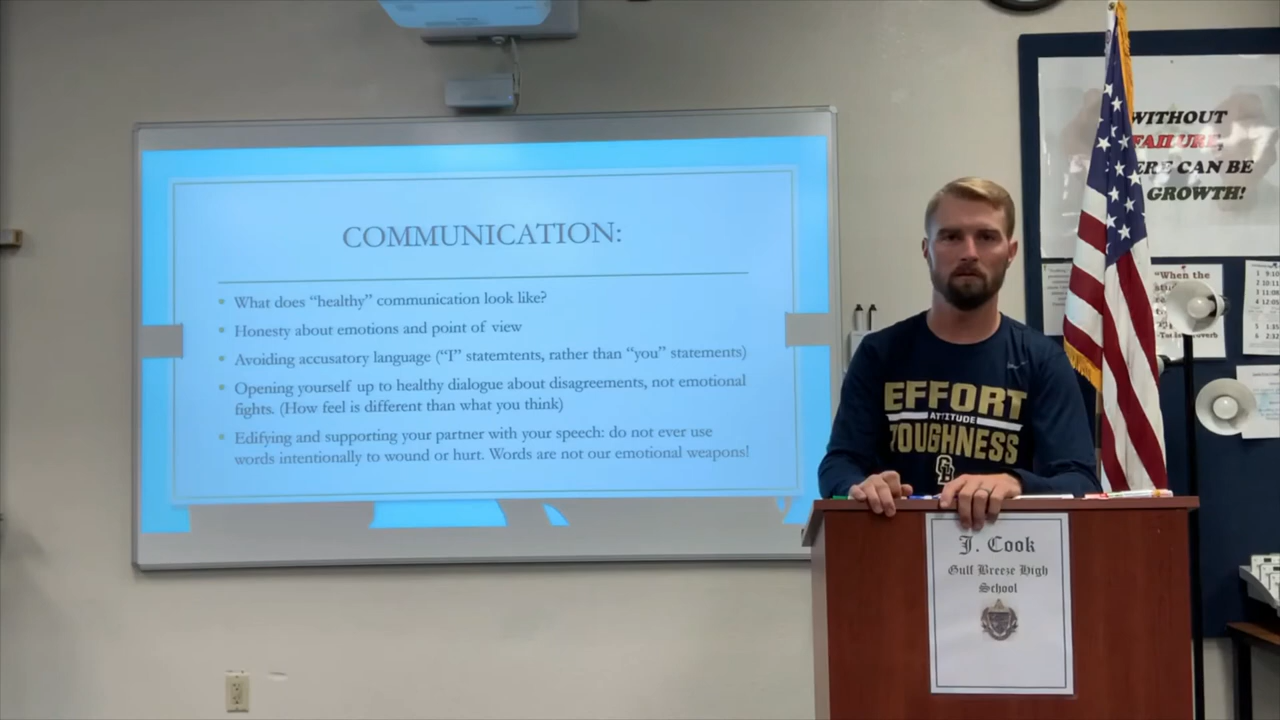 COMMUNICATION:
What does “healthy” communication look like?
Honesty about emotions and point of view
Avoiding accusatory language (“I” statemtents, rather than “you” statements)
Opening yourself up to healthy dialogue about disagreements, not emotional
fights. (How feel is different than what you think)
Edifying and supporting your partner with your speech: do not ever use
words intentionally to wound or hurt. Words are not our emotional weapons!
WITHOUT
FAILURE,
ERE CAN BE
GROWTH!
"When the
EFFORT
ATTITUDE
TOUGHNESS
GB
J. Cook
Gulf Breeze High
School